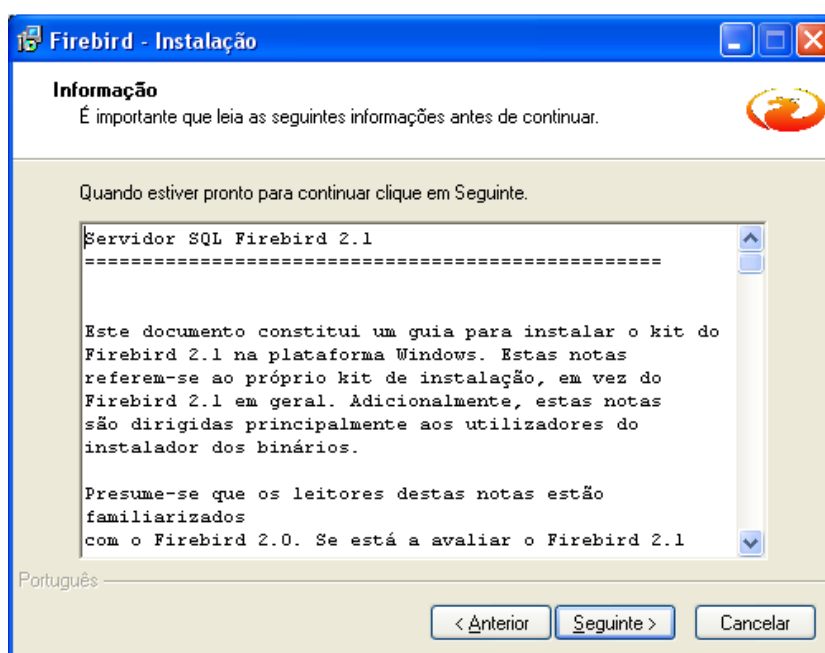 Firebird - Instalação
Informação
É importante que leia as seguintes informações antes de continuar.
Quando estiver pronto para continuar clique em Seguinte.
Servidor SQL Firebird 2.1
==================================================
Este documento constitui um guia para instalar o kit do
Firebird 2.1 na plataforma Windows. Estas notas
referem-se ao próprio kit de instalação, em vez do
Firebird 2.1 em geral. Adicionalmente, estas notas
são dirigidas principalmente aos utilizadores do
instalador dos binários.
Presume-se que os leitores destas notas estão
familiarizados
com o Firebird 2.0. Se está a avaliar o Firebird 2.1
Português
< Anterior
Seguinte >
Cancelar